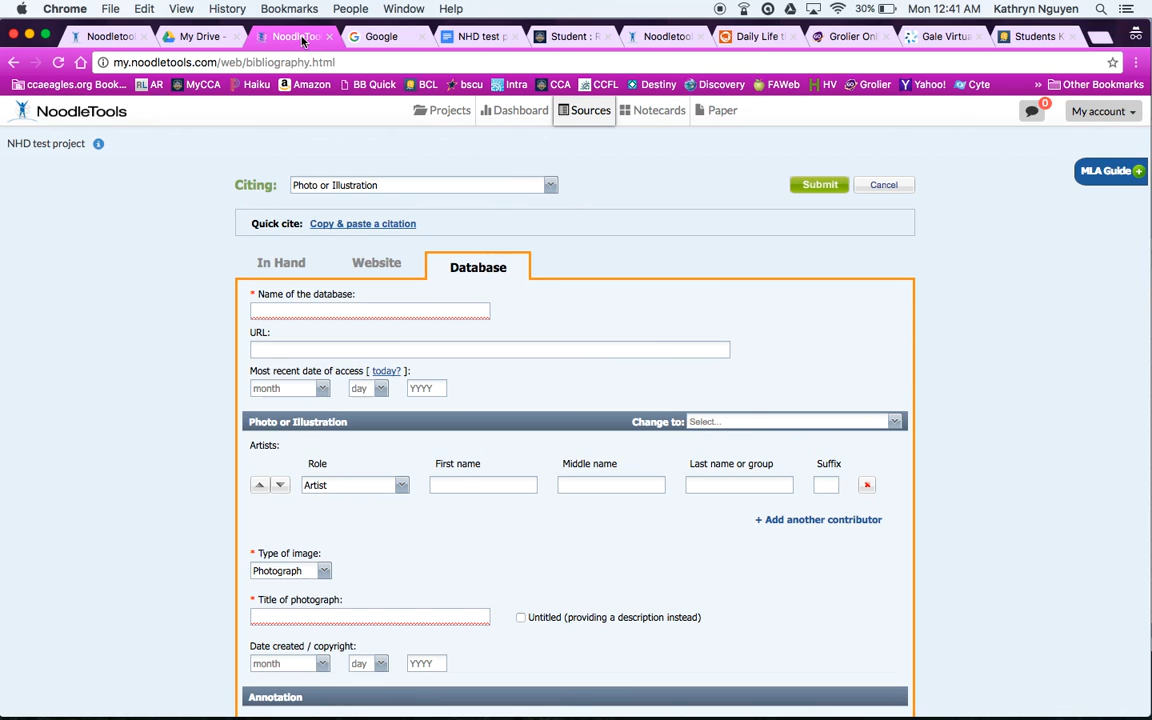 Chrome File Edit View History Bookmarks People Window Help 30% Mon 12:41 AM Kathryn Nguyen
Noodletool My Drive - NoodleToo Google NHD test p Student : R Noodletool Daily Life t Grolier Onl Gale Virtua Students K
my.noodletools.com/web/bibliography.html
ccaeagles.org Book... AR MyCCA Haiku Amazon BB Quick BCL bscu Intra CCA CCFL Destiny Discovery FAWeb Grolier HV Yahoo! Cyte » Other Bookmarks
NoodleTools Projects Dashboard Sources Notecards Paper 0 My account
NHD test project
MLA Guide
Citing: Photo or Illustration Submit Cancel
Quick cite: Copy & paste a citation
In Hand Website Database
* Name of the database:
URL:
Most recent date of access [ today? ]:
month day YYYY
Photo or Illustration Change to: Select...
Artists:
Role First name Middle name Last name or group Suffix
Artist
+ Add another contributor
* Type of image:
Photograph
* Title of photograph:
Untitled (providing a description instead)
Date created / copyright:
month day YYYY
Annotation